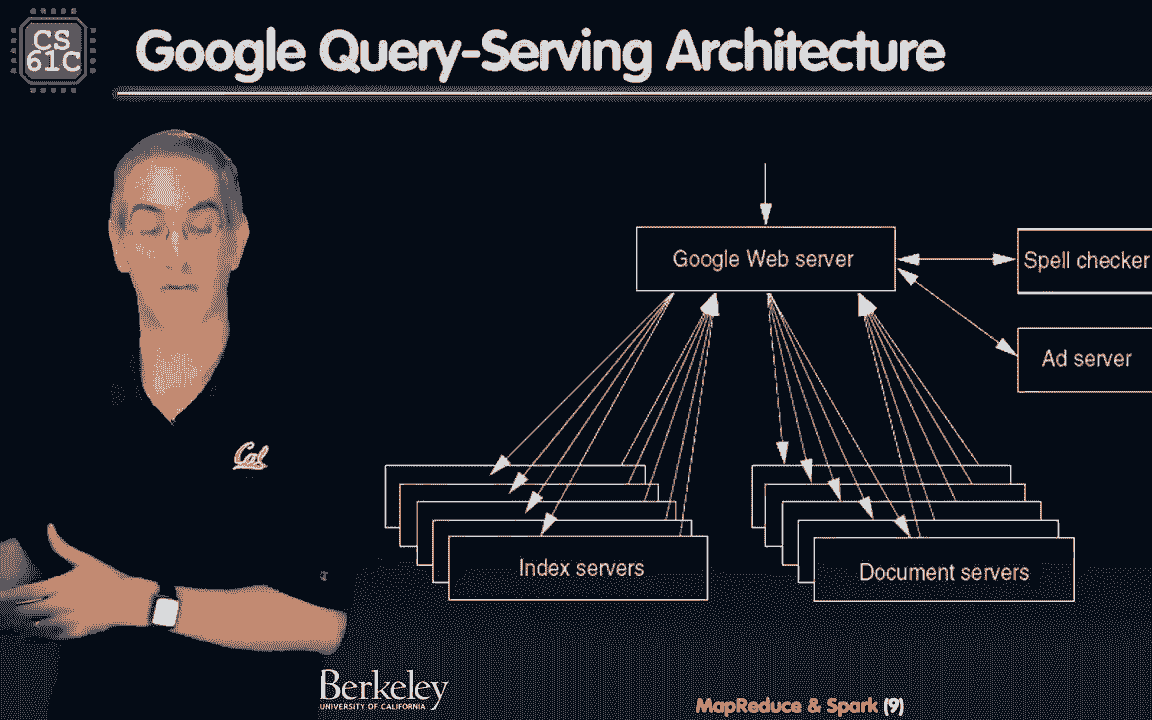 CS
61C
Google Query-Serving Architecture
Google Web server
Spell checker
Ad server
Cal
Index servers
Document servers
Berkeley
UNIVERSITY OF CALIFORNIA
MapReduce & Spark (9)